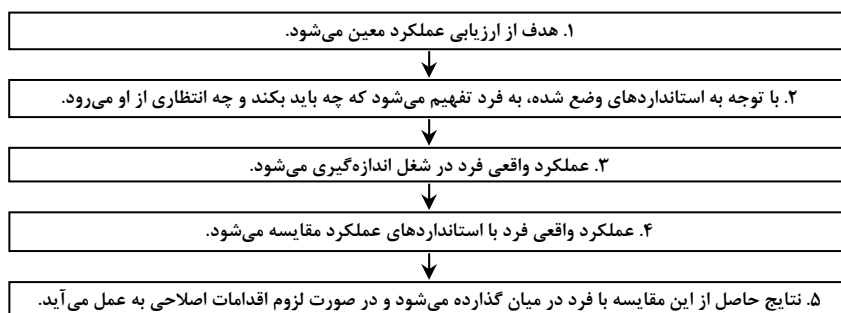 ۱. هدف از ارزیابی عملکرد معین می‌شود.
۲. با توجه به استانداردهای وضع شده، به فرد تفهیم می‌شود که چه باید بکند و چه انتظاری از او می‌رود.
۳. عملکرد واقعی فرد در شغل اندازه‌گیری می‌شود.
۴. عملکرد واقعی فرد با استانداردهای عملکرد مقایسه می‌شود.
۵. نتایج حاصل از این مقایسه با فرد در میان گذارده می‌شود و در صورت لزوم اقدامات اصلاحی به عمل می‌آید.